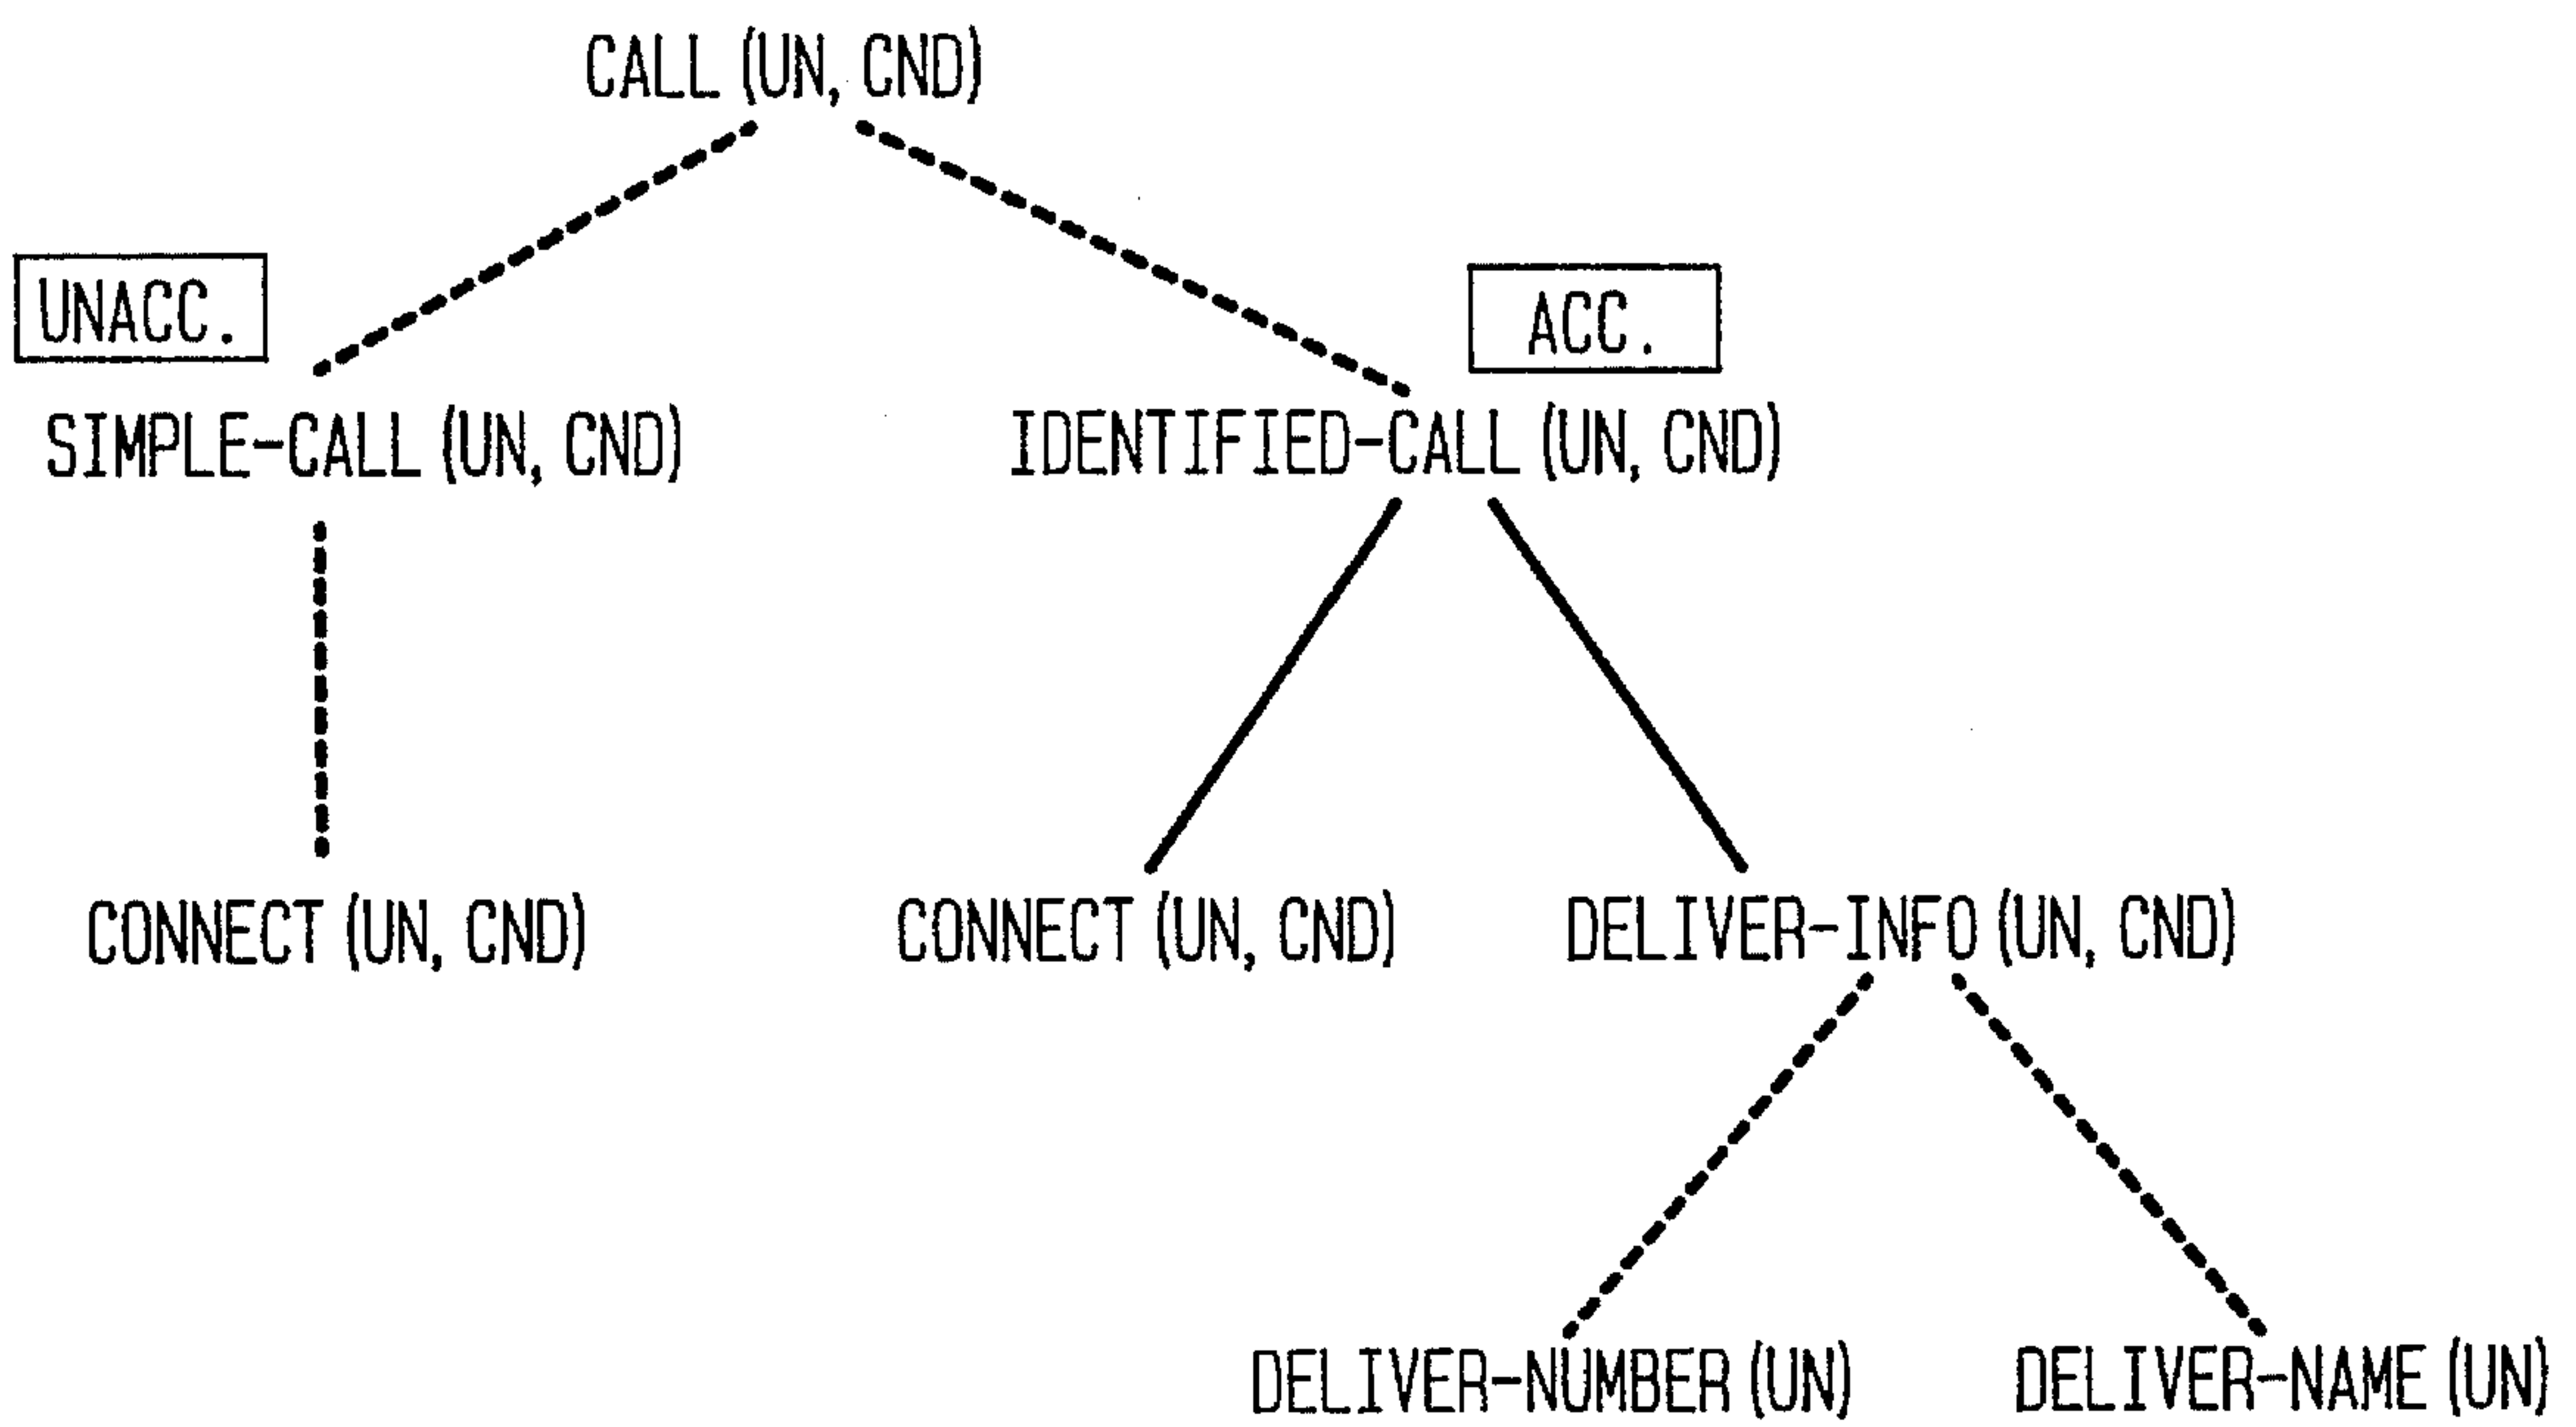 CALL (UN, CND)
UNACC.
ACC.
SIMPLE-CALL (UN, CND)
IDENTIFIED-CALL (UN, CND)
CONNECT (UN, CND)
CONNECT (UN, CND)
DELIVER-INFO (UN, CND)
DELIVER-NUMBER (UN)
DELIVER-NAME (UN)